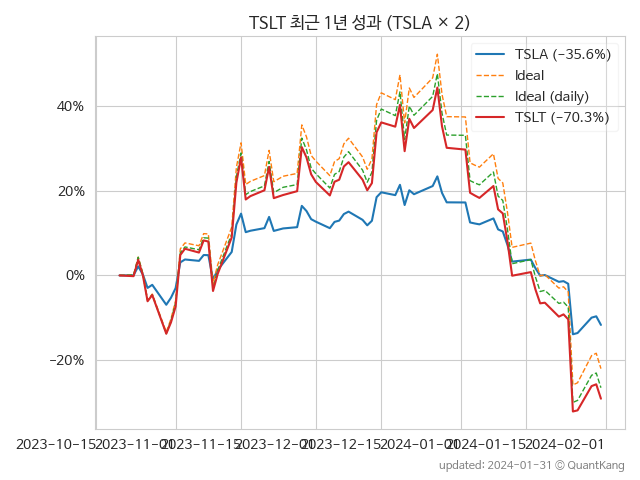 TSLT 최근 1년 성과 (TSLA × 2)
TSLA (−35.6%)
Ideal
Ideal (daily)
TSLT (−70.3%)
40%
20%
0%
−20%
2023-10-15 2023-11-01 2023-11-15 2023-12-01 2023-12-15 2024-01-01 2024-01-15 2024-02-01
updated: 2024-01-31 © QuantKang